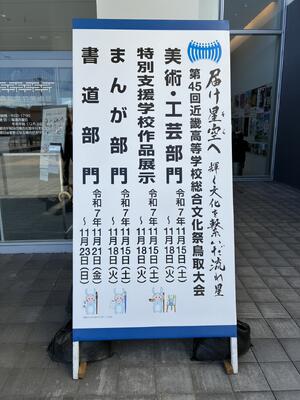 届け星空へ 輝く文化を繋いだ流れ星
第45回近畿高等学校総合文化祭鳥取大会
美術・工芸部門 令和7年11月15日(土)～11月18日(火)
特別支援学校作品展示 令和7年11月15日(土)～11月18日(火)
まんが部門 令和7年11月15日(土)～11月18日(火)
書道部門 令和7年11月21日(金)～11月23日(日)